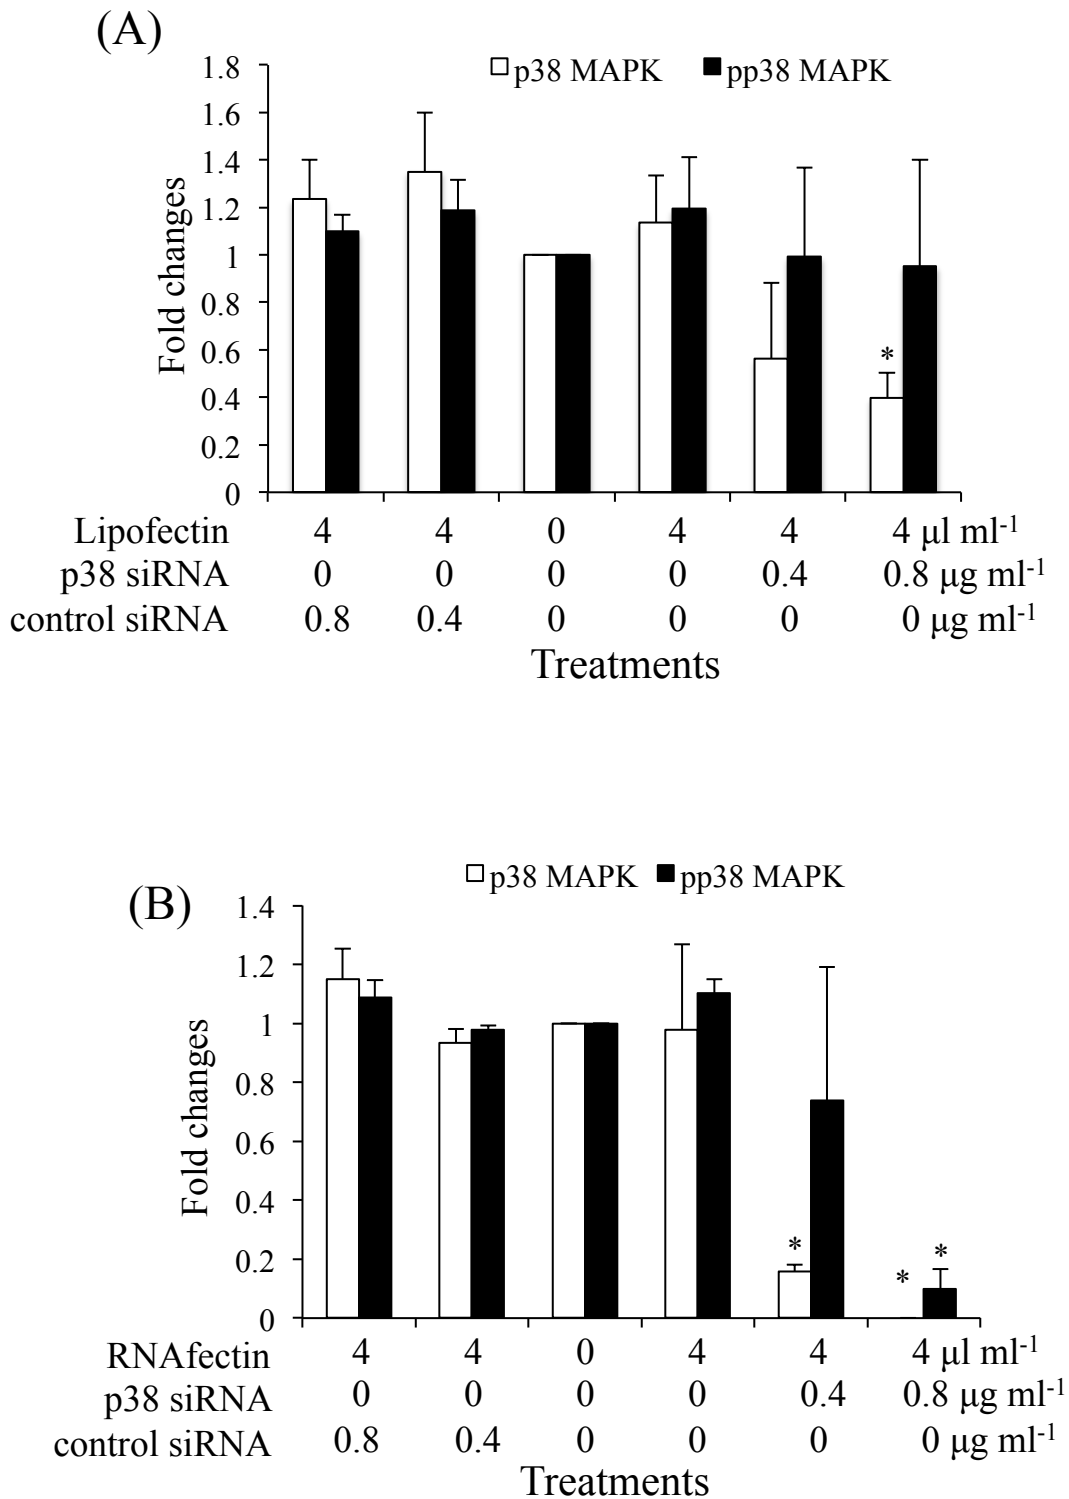 (A)
p38 MAPK pp38 MAPK
1.8
1.6
1.4
1.2
1
0.8
0.6
0.4
0.2
0
Fold changes
*
Lipofectin 4 4 0 4 4 4 µl ml-1
p38 siRNA 0 0 0 0 0.4 0.8 µg ml-1
control siRNA 0.8 0.4 0 0 0 0 µg ml-1
Treatments
(B)
p38 MAPK pp38 MAPK
1.4
1.2
1
0.8
0.6
0.4
0.2
0
Fold changes
* * *
RNAfectin 4 4 0 4 4 4 µl ml-1
p38 siRNA 0 0 0 0 0.4 0.8 µg ml-1
control siRNA 0.8 0.4 0 0 0 0 µg ml-1
Treatments